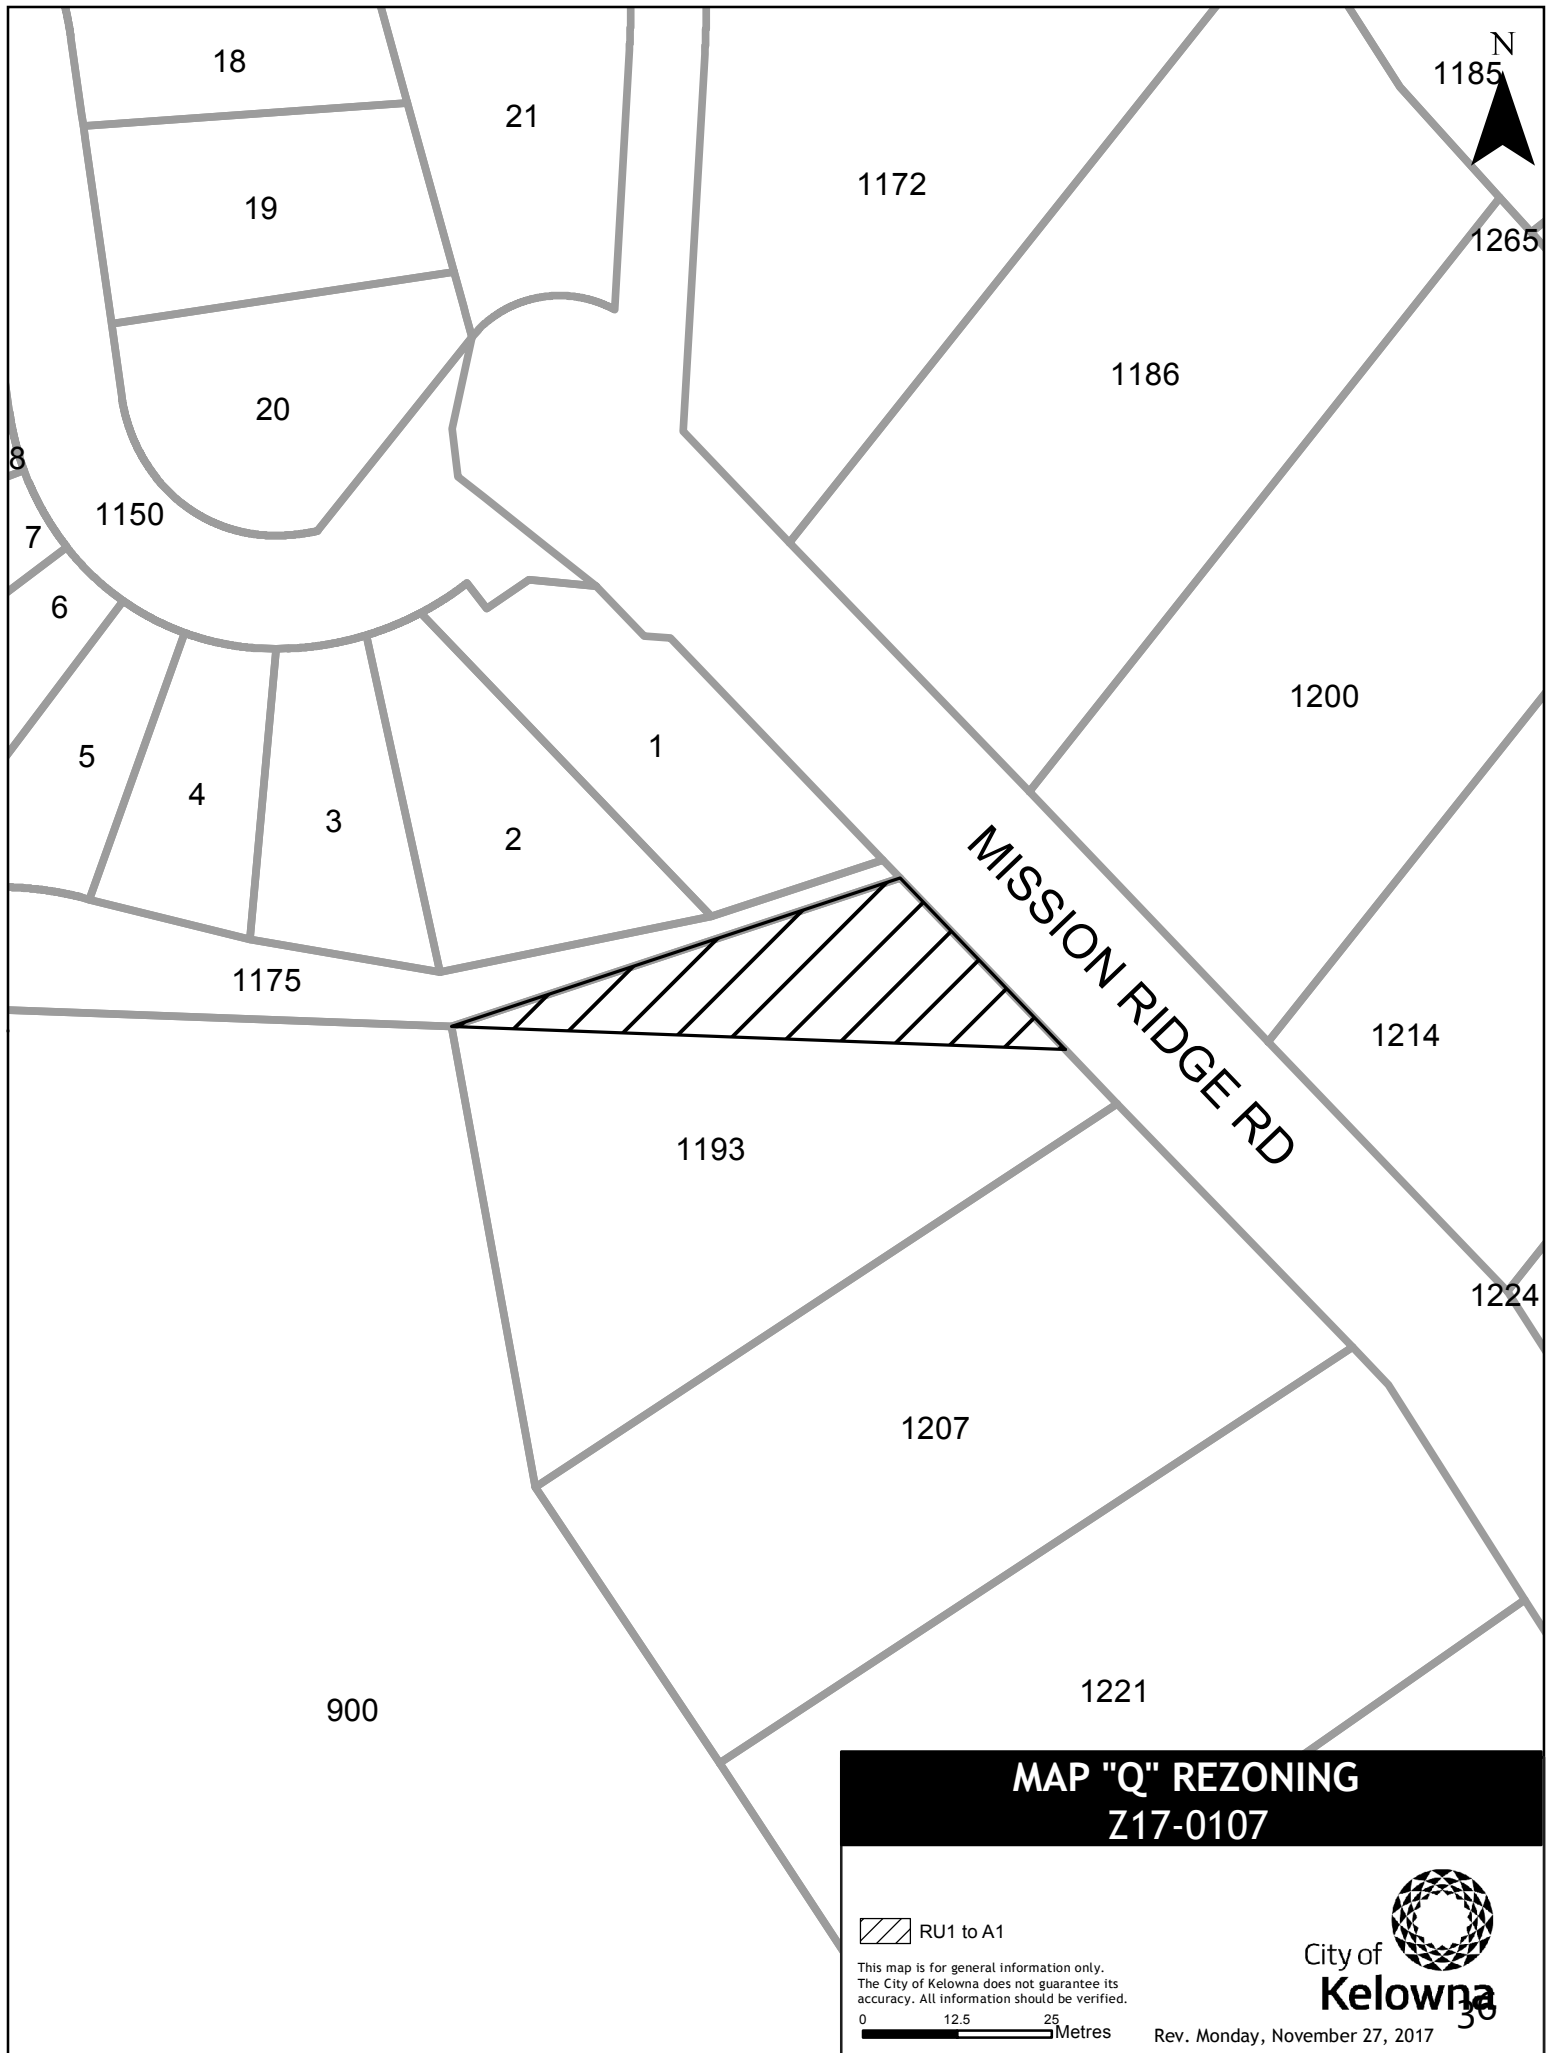 18
21
N
1185
1172
19
1265
1186
20
8
1150
7
6
1200
1
5
4
3
2
MISSION RIDGE RD
1175
1214
1193
1224
1207
1221
900
MAP "Q" REZONING
Z17-0107
RU1 to A1
City of
Kelowna
This map is for general information only.
The City of Kelowna does not guarantee its
accuracy. All information should be verified.
0 12.5 25
Metres
Rev. Monday, November 27, 2017
36